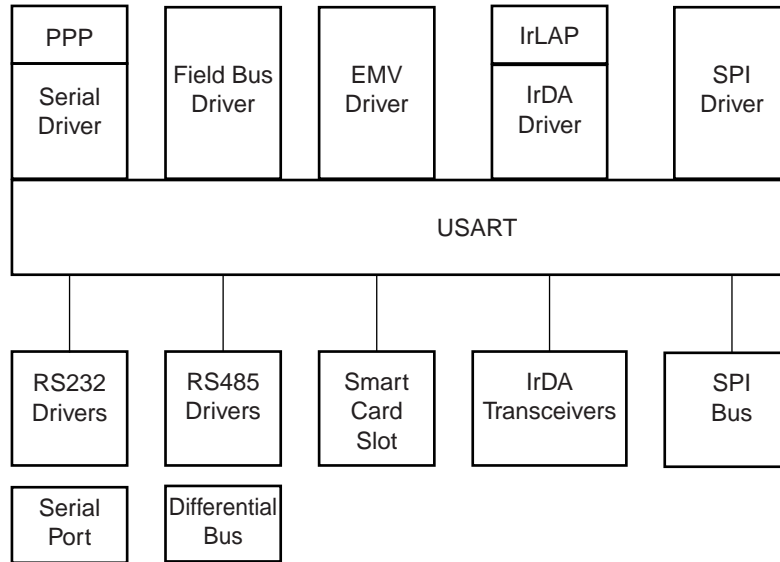 PPP
Serial
Driver
Field Bus
Driver
EMV
Driver
IrLAP
IrDA
Driver
SPI
Driver
USART
RS232
Drivers
RS485
Drivers
Smart
Card
Slot
IrDA
Transceivers
SPI
Bus
Serial
Port
Differential
Bus